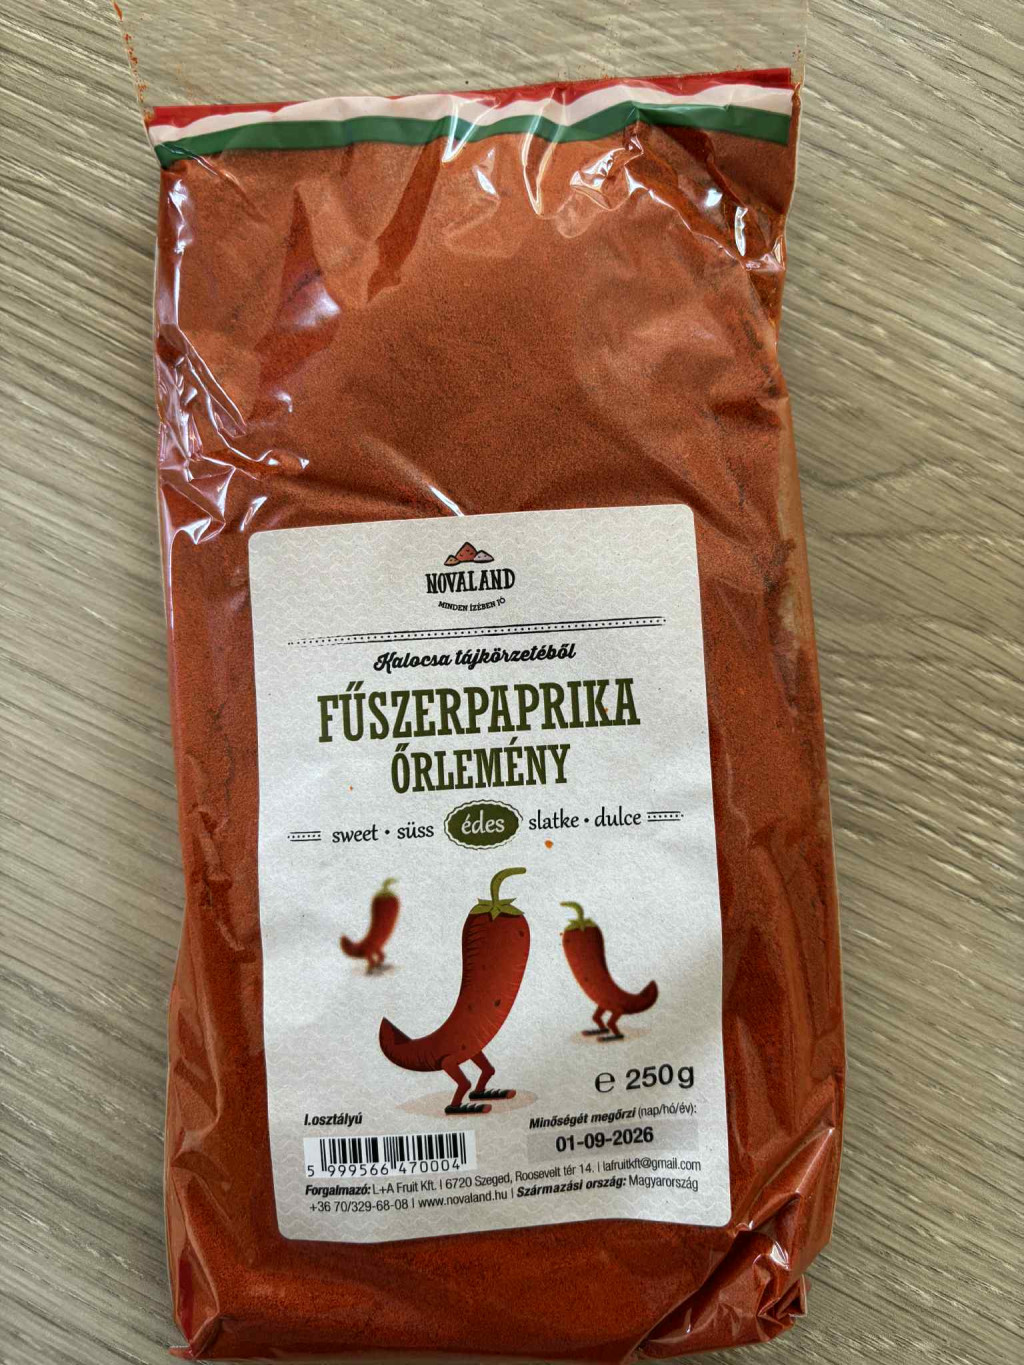 NOVALAND
MINDEN ÍZÉBEN JÓ
Kalocsa tájkörzetéből
FŰSZERPAPRIKA
ŐRLEMÉNY
sweet • süss édes slatke • dulce
℮ 250g
I.osztályú
Minőségét megőrzi (nap/hó/év):
01-09-2026
5 999566 470004
Forgalmazó: L+A Fruit Kft. | 6720 Szeged, Roosevelt tér 14. | lafruitkft@gmail.com
+36 70/329-68-08 | www.novaland.hu | Származási ország: Magyarország